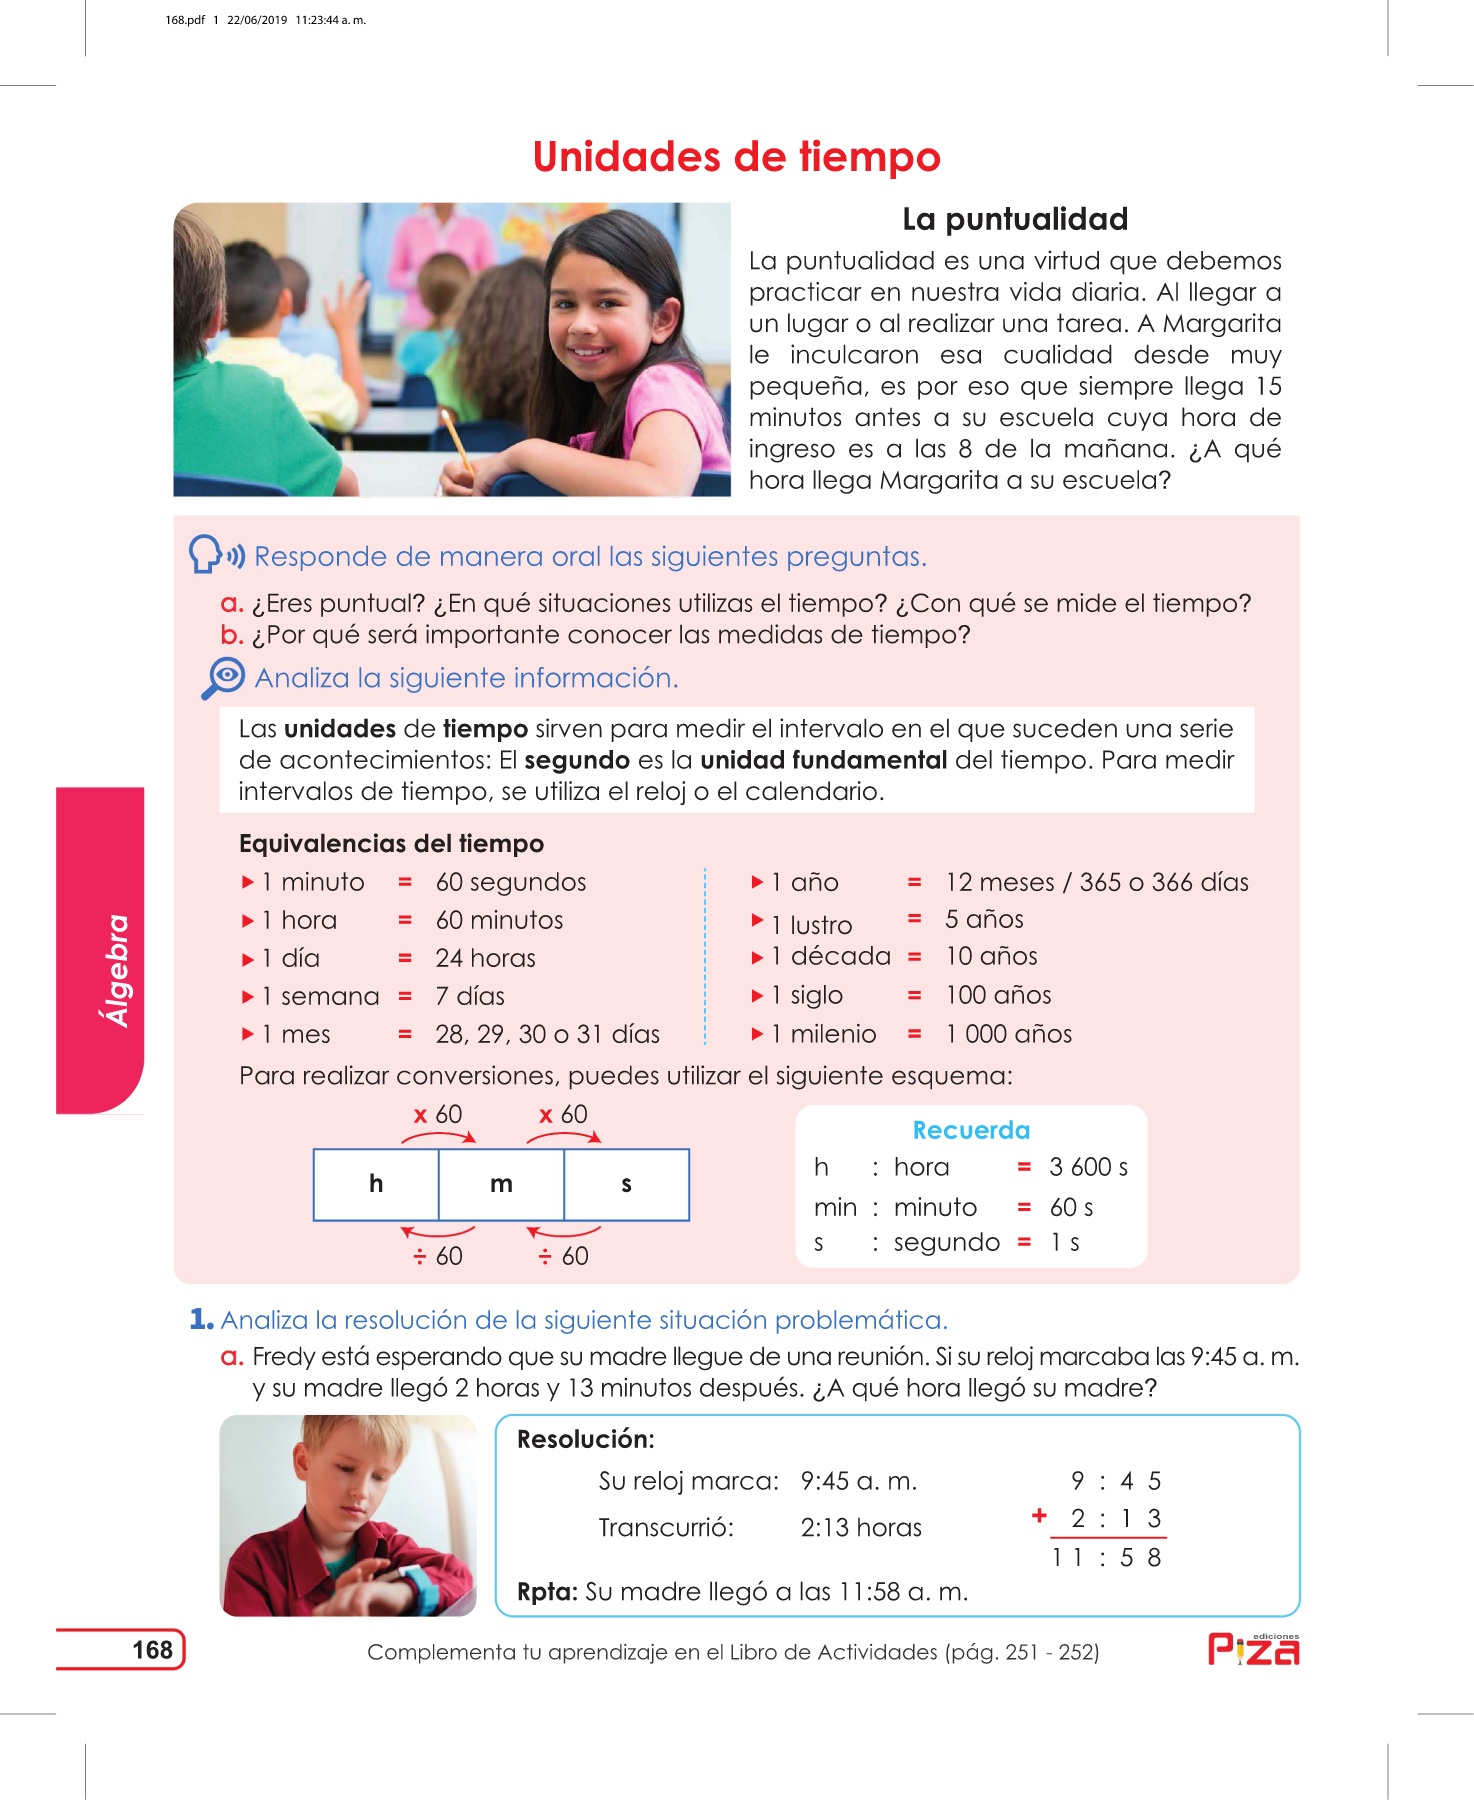 168.pdf 1 22/06/2019 11:23:44 a. m.
Unidades de tiempo
La puntualidad
La puntualidad es una virtud que debemos
practicar en nuestra vida diaria. Al llegar a
un lugar o al realizar una tarea. A Margarita
le inculcaron esa cualidad desde muy
pequeña, es por eso que siempre llega 15
minutos antes a su escuela cuya hora de
ingreso es a las 8 de la mañana. ¿A qué
hora llega Margarita a su escuela?
Responde de manera oral las siguientes preguntas.
a. ¿Eres puntual? ¿En qué situaciones utilizas el tiempo? ¿Con qué se mide el tiempo?
b. ¿Por qué será importante conocer las medidas de tiempo?
Analiza la siguiente información.
Las unidades de tiempo sirven para medir el intervalo en el que suceden una serie
de acontecimientos: El segundo es la unidad fundamental del tiempo. Para medir
intervalos de tiempo, se utiliza el reloj o el calendario.
Equivalencias del tiempo
1 minuto = 60 segundos
1 hora = 60 minutos
1 día = 24 horas
1 semana = 7 días
1 mes = 28, 29, 30 o 31 días
1 año = 12 meses / 365 o 366 días
1 lustro = 5 años
1 década = 10 años
1 siglo = 100 años
1 milenio = 1 000 años
Para realizar conversiones, puedes utilizar el siguiente esquema:
x 60 x 60
h m s
÷ 60 ÷ 60
Recuerda
h : hora = 3 600 s
min : minuto = 60 s
s : segundo = 1 s
Álgebra
1. Analiza la resolución de la siguiente situación problemática.
a. Fredy está esperando que su madre llegue de una reunión. Si su reloj marcaba las 9:45 a. m.
y su madre llegó 2 horas y 13 minutos después. ¿A qué hora llegó su madre?
Resolución:
Su reloj marca: 9:45 a. m.
Transcurrió: 2:13 horas
9 : 4 5
+ 2 : 1 3
1 1 : 5 8
Rpta: Su madre llegó a las 11:58 a. m.
168
Complementa tu aprendizaje en el Libro de Actividades (pág. 251 - 252)
ediciones
Piza